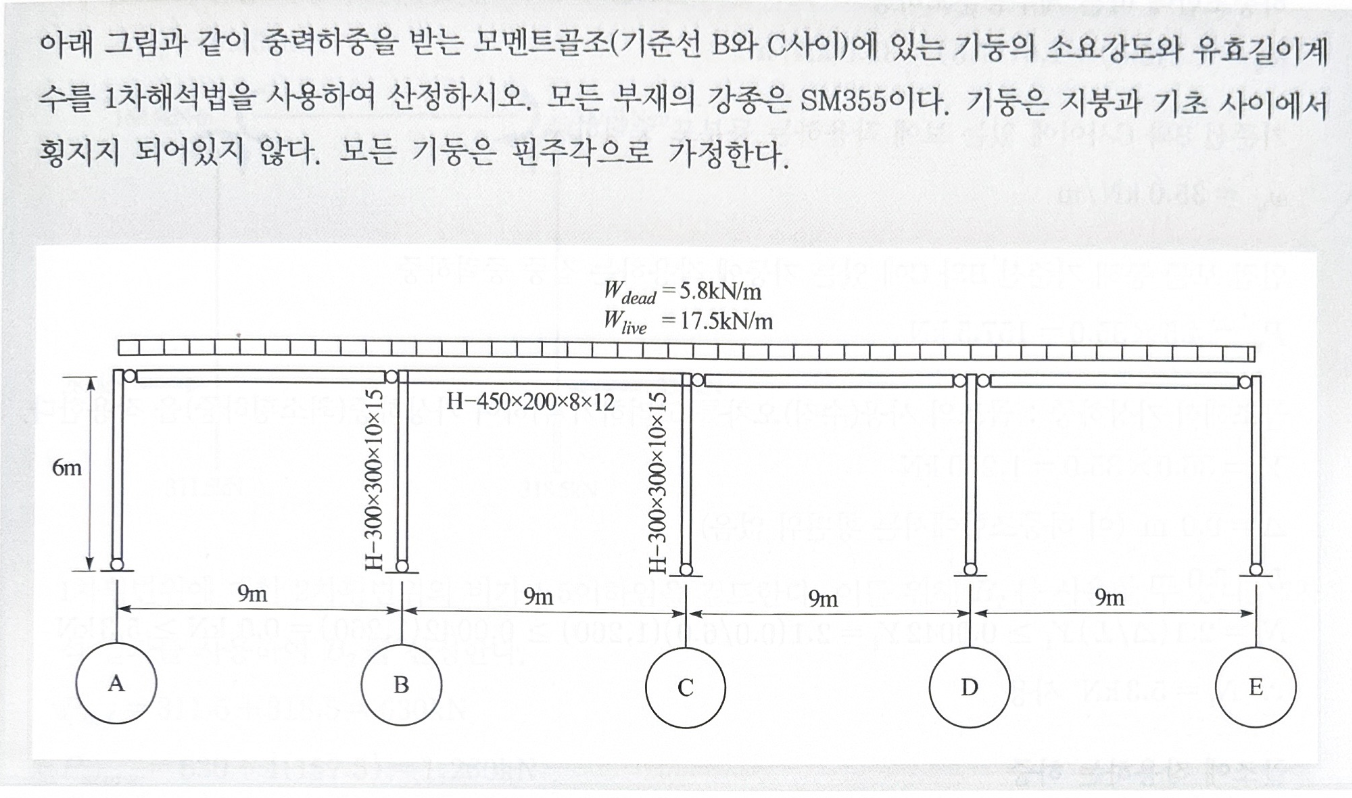 아래 그림과 같이 중력하중을 받는 모멘트골조(기준선 B와 C사이)에 있는 기둥의 소요강도와 유효길이계
수를 1차해석법을 사용하여 산정하시오. 모든 부재의 강종은 SM355이다. 기둥은 지붕과 기초 사이에서
횡지지 되어있지 않다. 모든 기둥은 핀주각으로 가정한다.
W_dead = 5.8kN/m
W_live = 17.5kN/m
H-450×200×8×12
H-300×300×10×15
H-300×300×10×15
6m
9m
9m
9m
9m
A
B
C
D
E